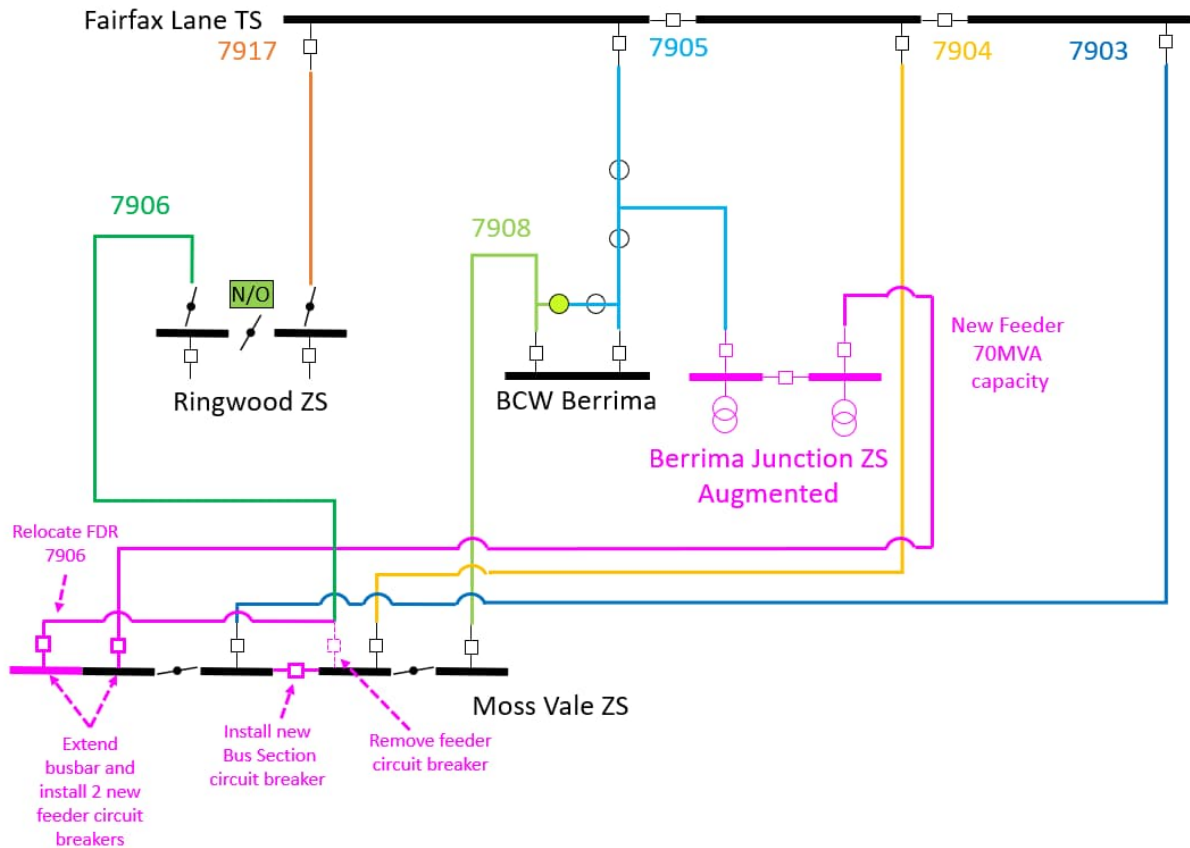 Fairfax Lane TS
7917
7905
7904
7903
7906
7908
N/O
New Feeder
70MVA
capacity
Ringwood ZS
BCW Berrima
Berrima Junction ZS
Augmented
Relocate FDR
7906
Moss Vale ZS
Extend
busbar and
install 2 new
feeder circuit
breakers
Install new
Bus Section
circuit breaker
Remove feeder
circuit breaker